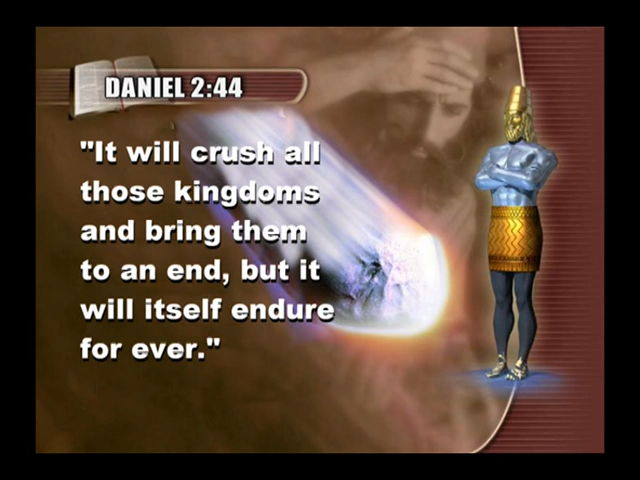 DANIEL 2:44
"It will crush all
those kingdoms
and bring them
to an end, but it
will itself endure
for ever."